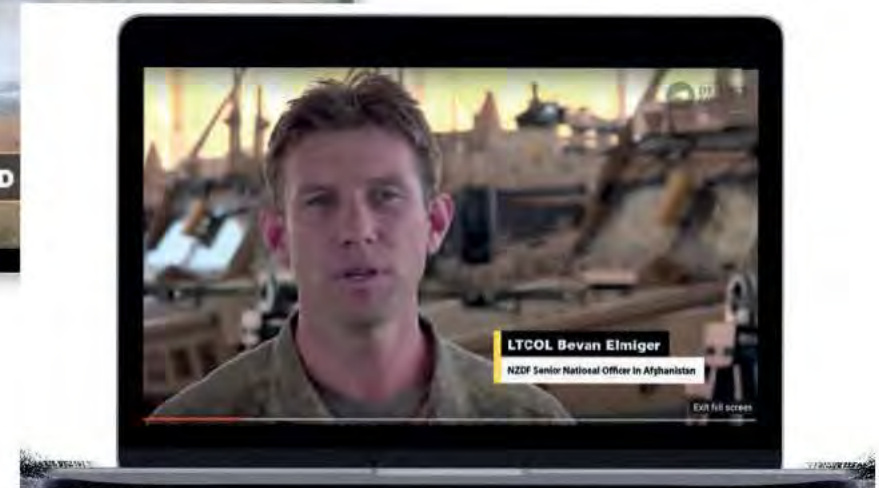 D
LTCOL Bevan Elmiger
NZDF Senior National Officer in Afghanistan
Exit full screen